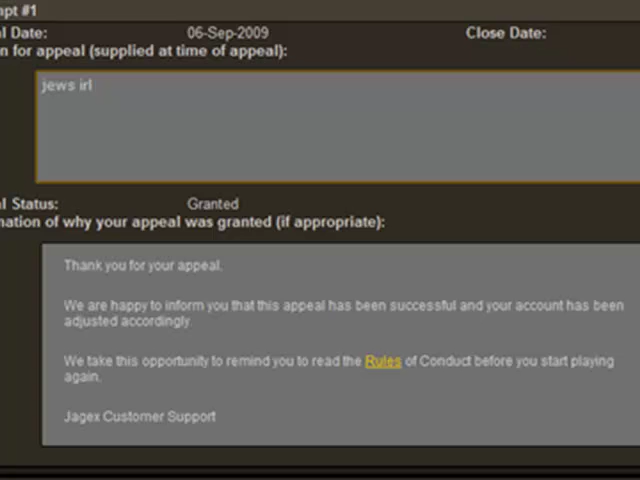 mpt #1
l Date: 06-Sep-2009 Close Date:
n for appeal (supplied at time of appeal):
jews irl
l Status: Granted
nation of why your appeal was granted (if appropriate):
Thank you for your appeal.
We are happy to inform you that this appeal has been successful and your account has been
adjusted accordingly.
We take this opportunity to remind you to read the Rules of Conduct before you start playing
again.
Jagex Customer Support